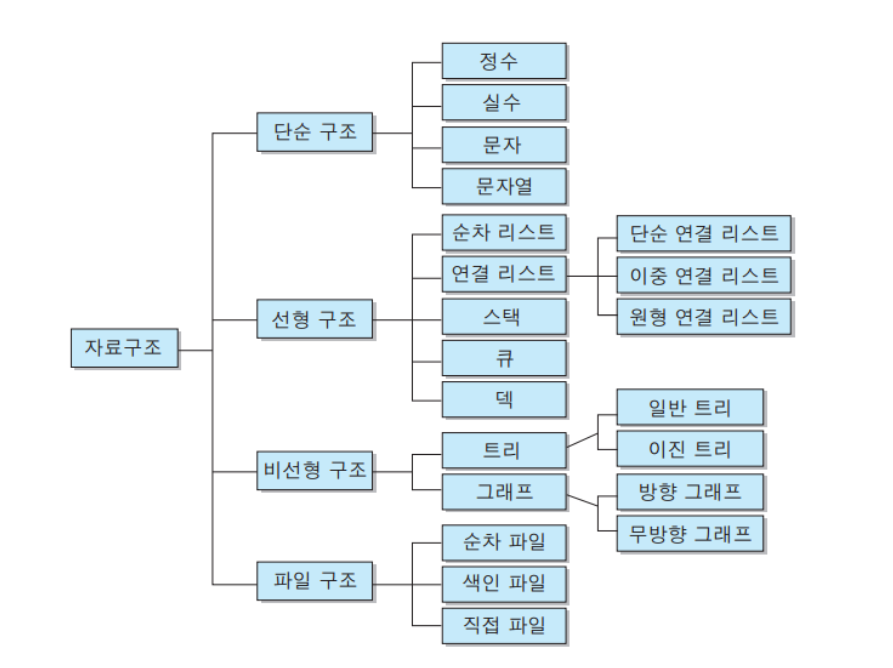 자료구조
단순 구조
정수
실수
문자
문자열
선형 구조
순차 리스트
연결 리스트
단순 연결 리스트
이중 연결 리스트
원형 연결 리스트
스택
큐
덱
비선형 구조
트리
일반 트리
이진 트리
그래프
방향 그래프
무방향 그래프
파일 구조
순차 파일
색인 파일
직접 파일